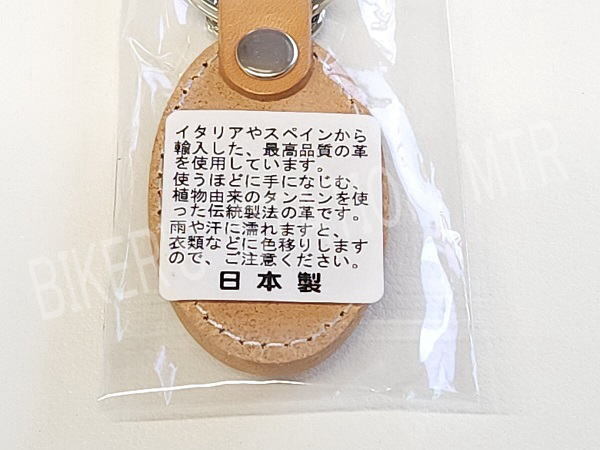 イタリアやスペインから
輸入した、最高品質の革
を使用しています。
使うほどに手になじむ、
植物由来のタンニンを使
った伝統製法の革です。
雨や汗に濡れますと、
衣類などに色移りします
ので、ご注意ください。
日本製